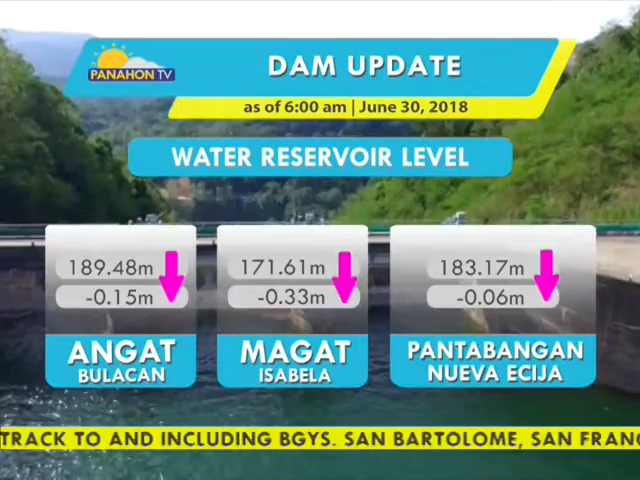 PANAHON TV
DAM UPDATE
as of 6:00 am | June 30, 2018
WATER RESERVOIR LEVEL
189.48m
-0.15m
ANGAT
BULACAN
171.61m
-0.33m
MAGAT
ISABELA
183.17m
-0.06m
PANTABANGAN
NUEVA ECIJA
TRACK TO AND INCLUDING BGYS. SAN BARTOLOME, SAN FRANC